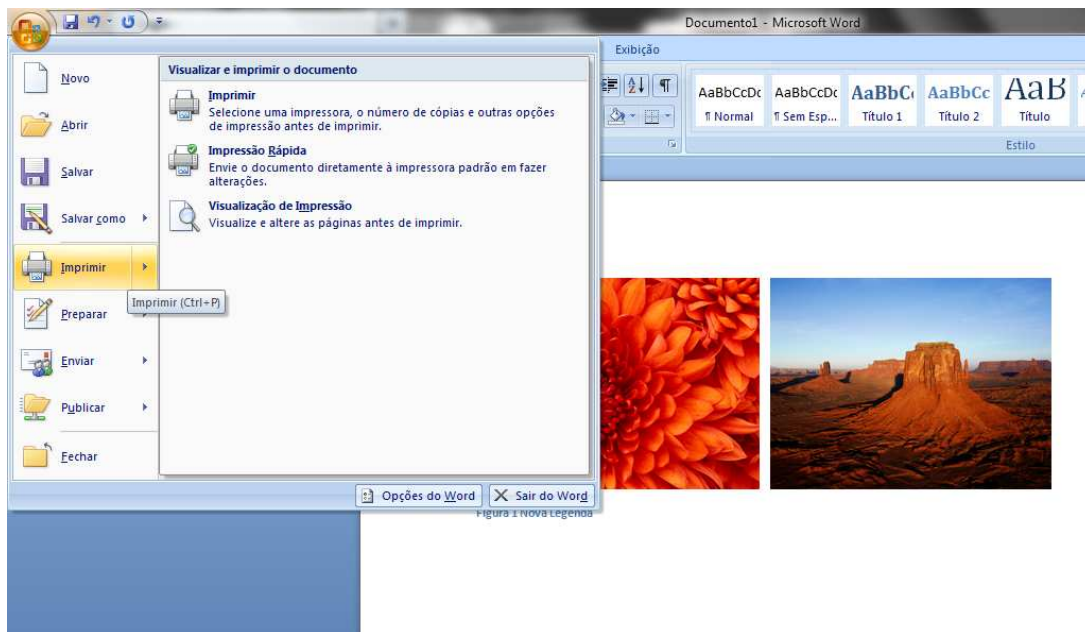 Documento1 - Microsoft Word
Exibição
Novo
Abrir
Salvar
Salvar como
Imprimir
Imprimir (Ctrl+P)
Preparar
Enviar
Publicar
Fechar
Visualizar e imprimir o documento
Imprimir
Selecione uma impressora, o número de cópias e outras opções
de impressão antes de imprimir.
Impressão Rápida
Envie o documento diretamente à impressora padrão em fazer
alterações.
Visualização de Impressão
Visualize e altere as páginas antes de imprimir.
Opções do Word
Sair do Word
AaBbCcDc
¶ Normal
AaBbCcDc
¶ Sem Esp...
AaBbC
Título 1
AaBbCc
Título 2
AaB
Título
Estilo
Figura 1 Nova Legenda